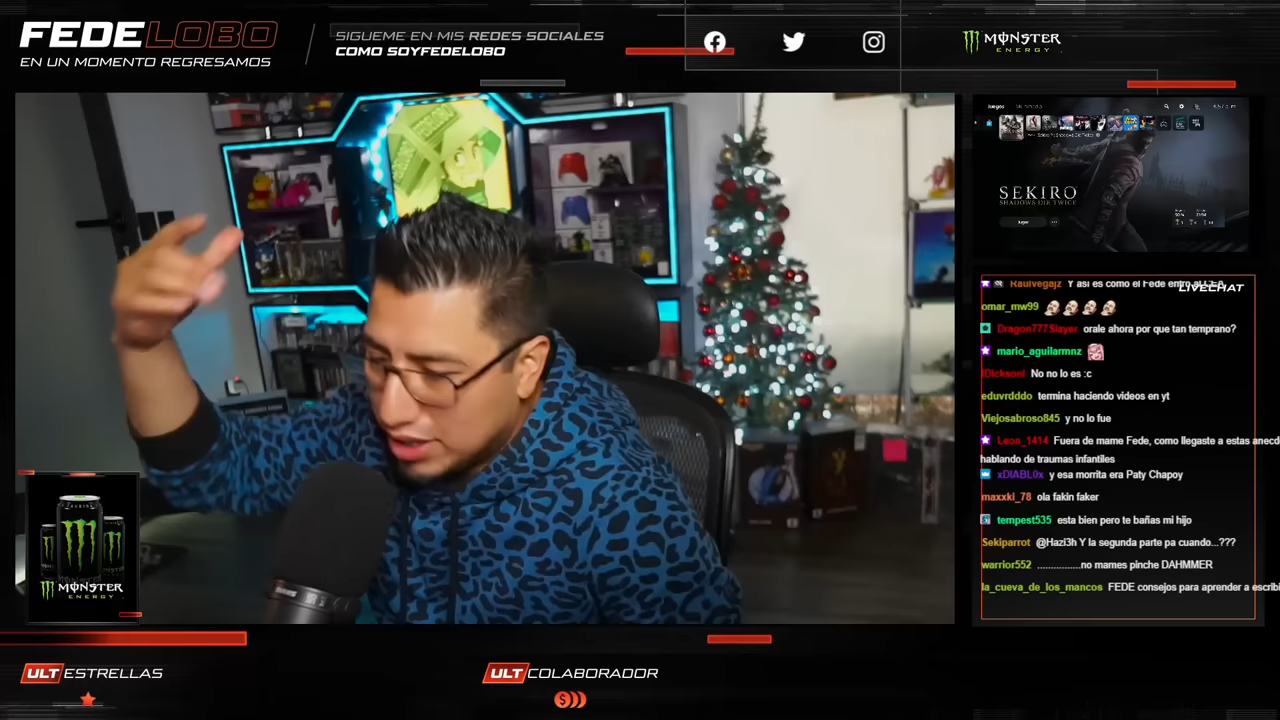 FEDELOBO
EN UN MOMENTO REGRESAMOS
SIGUEME EN MIS REDES SOCIALES
COMO SOYFEDELOBO
MONSTER
ENERGY
Juegos
SEKIRO
SHADOWS DIE TWICE
LIVECHAT
Raulvegajz Y asi es como el Fede entro al
omar_mw99
Dragon777Slayer orale ahora por que tan temprano?
mario_aguilarmnz
No no lo es :c
eduvrdddo termina haciendo videos en yt
Viejosabroso845 y no lo fue
Leon_1414 Fuera de mame Fede, como llegaste a estas anecd
hablando de traumas infantiles
xDIABL0x y esa morrita era Paty Chapoy
maxxki_78 ola fakin faker
tempest535 esta bien pero te bañas mi hijo
Sekiparrot @Hazi3h Y la segunda parte pa cuando...???
warrior552 ................no mames pinche DAHMMER
la_cueva_de_los_mancos FEDE consejos para aprender a escribi
MONSTER
ENERGY
ULT ESTRELLAS
ULT COLABORADOR